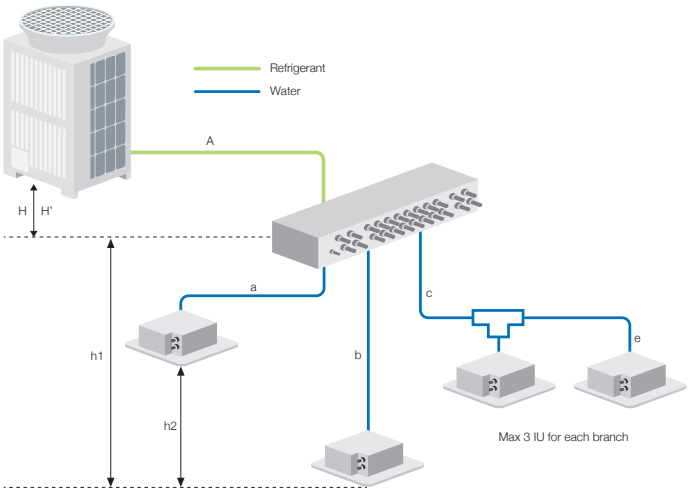 Refrigerant
Water
A
H H'
a
c
e
h1
b
h2
Max 3 IU for each branch